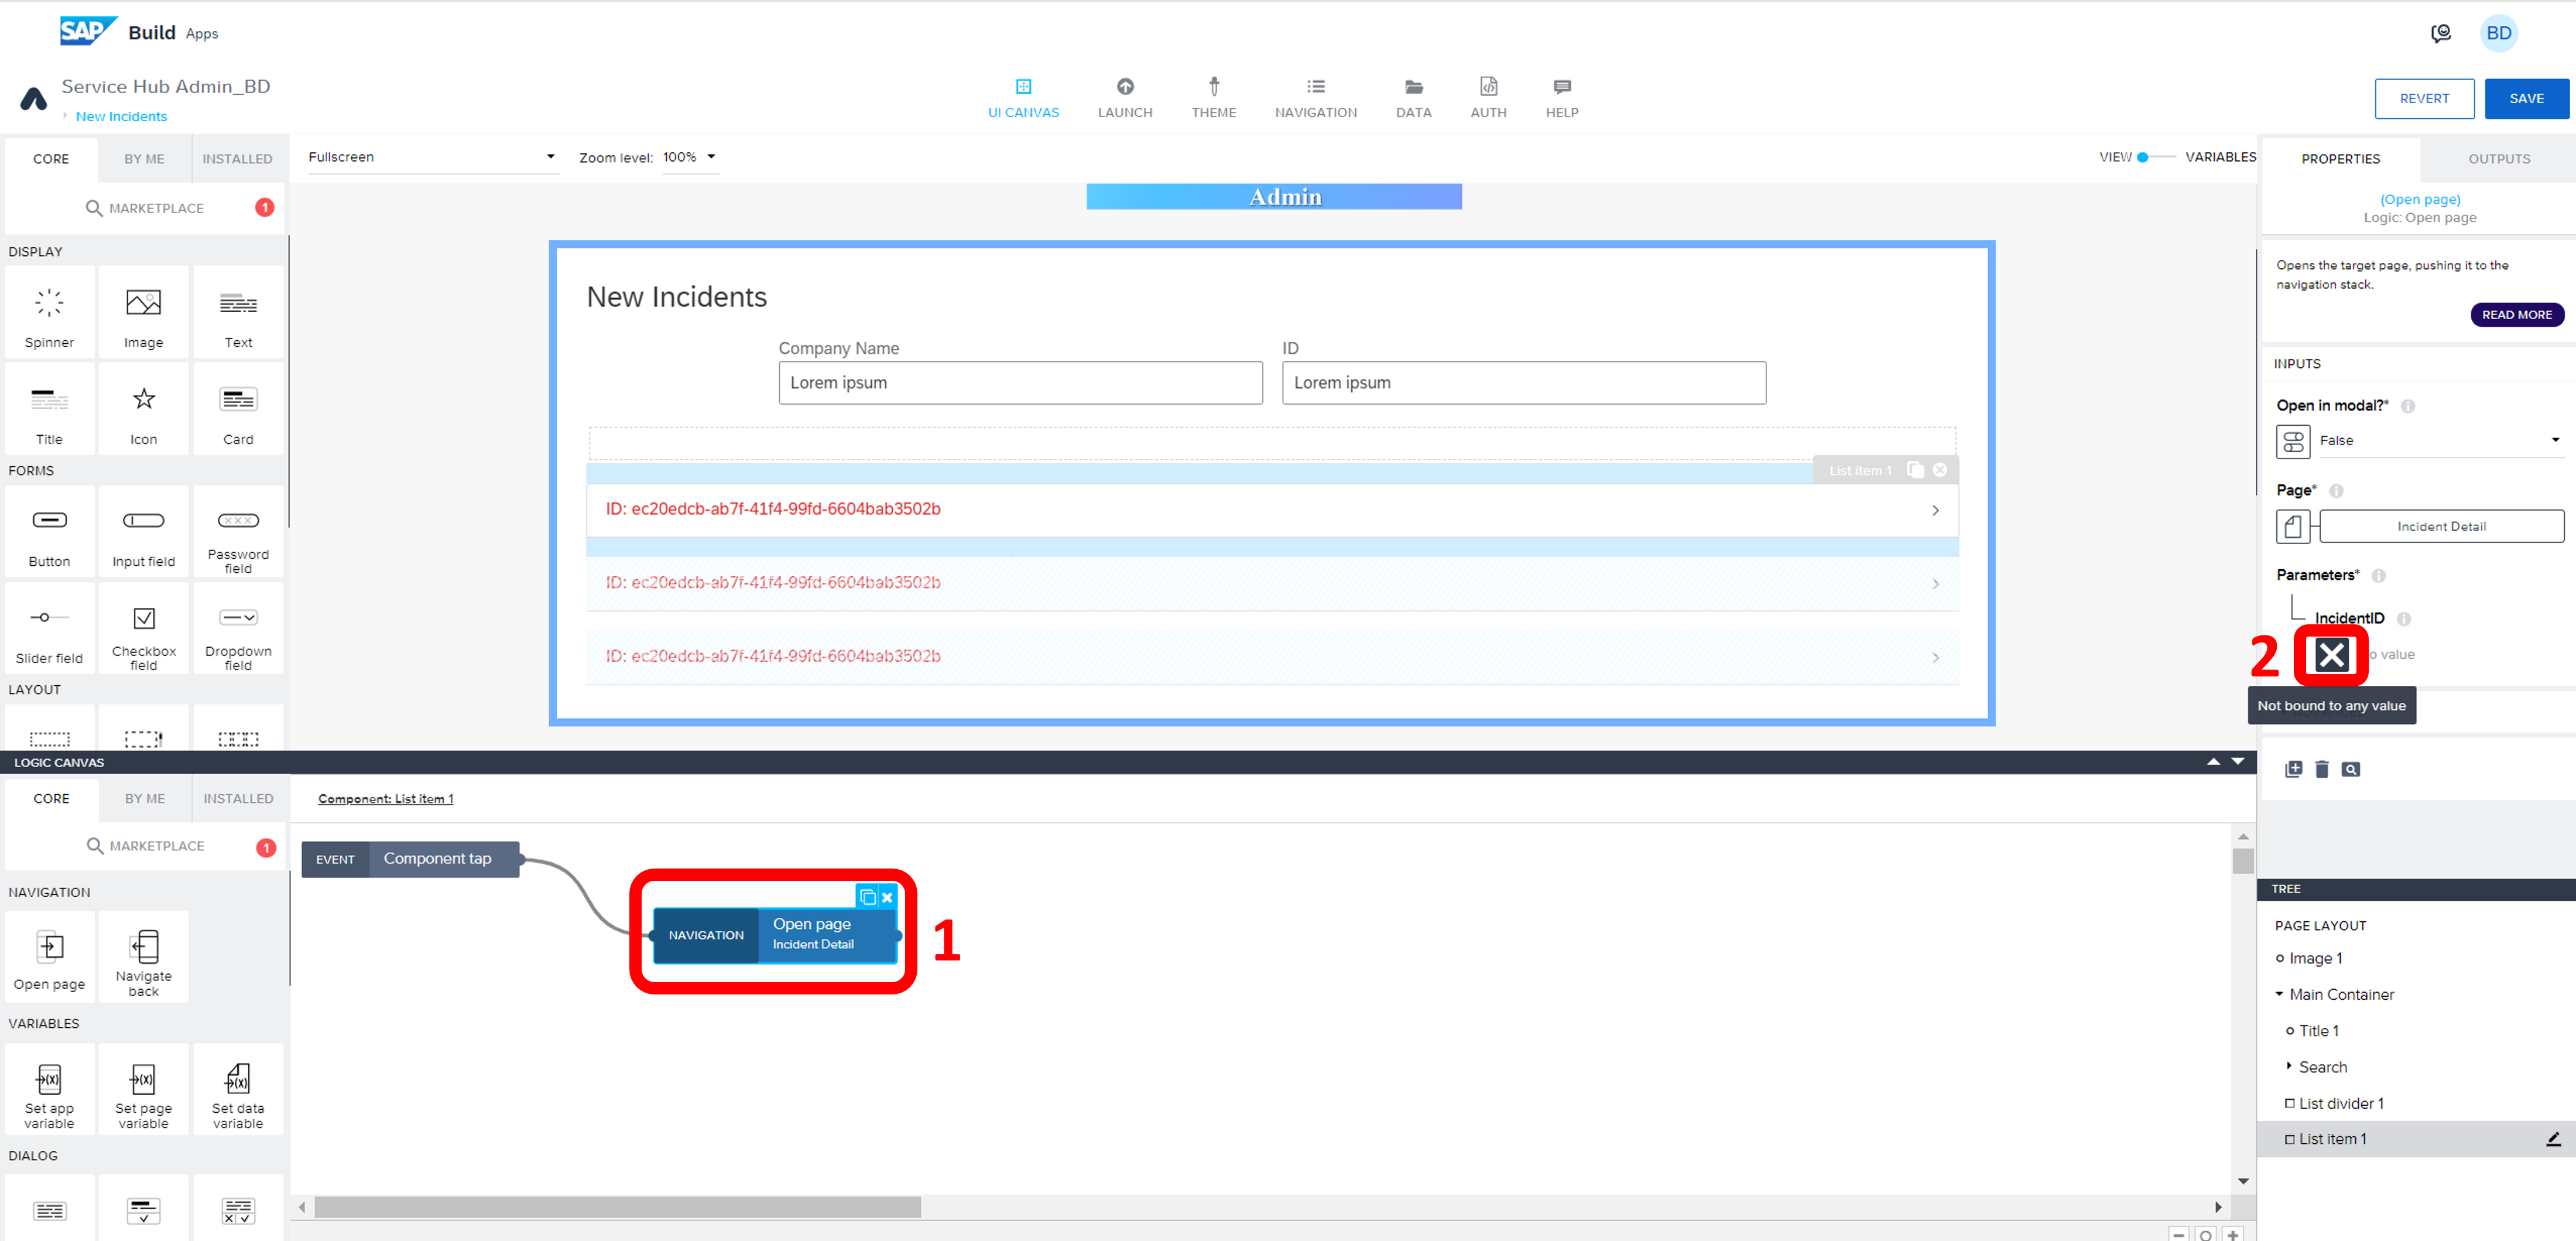 SAP Build Apps
BD
Service Hub Admin_BD
New Incidents
UI CANVAS
LAUNCH
THEME
NAVIGATION
DATA
AUTH
HELP
REVERT
SAVE
CORE
BY ME
INSTALLED
MARKETPLACE
1
DISPLAY
Spinner
Image
Text
Title
Icon
Card
FORMS
Button
Input field
Password
field
Slider field
Checkbox
field
Dropdown
field
LAYOUT
Fullscreen
Zoom level: 100%
VIEW
VARIABLES
Admin
New Incidents
Company Name
ID
Lorem ipsum
Lorem ipsum
List item 1
ID: ec20edcb-ab7f-41f4-99fd-6604bab3502b
ID: ec20edcb-ab7f-41f4-99fd-6604bab3502b
ID: ec20edcb-ab7f-41f4-99fd-6604bab3502b
PROPERTIES
OUTPUTS
(Open page)
Logic: Open page
Opens the target page, pushing it to the
navigation stack.
READ MORE
INPUTS
Open in modal?*
False
Page*
Incident Detail
Parameters*
IncidentID
2
o value
Not bound to any value
LOGIC CANVAS
CORE
BY ME
INSTALLED
MARKETPLACE
1
NAVIGATION
Open page
Navigate
back
VARIABLES
Set app
variable
Set page
variable
Set data
variable
DIALOG
Component: List item 1
EVENT
Component tap
NAVIGATION
Open page
Incident Detail
1
TREE
PAGE LAYOUT
Image 1
Main Container
Title 1
Search
List divider 1
List item 1